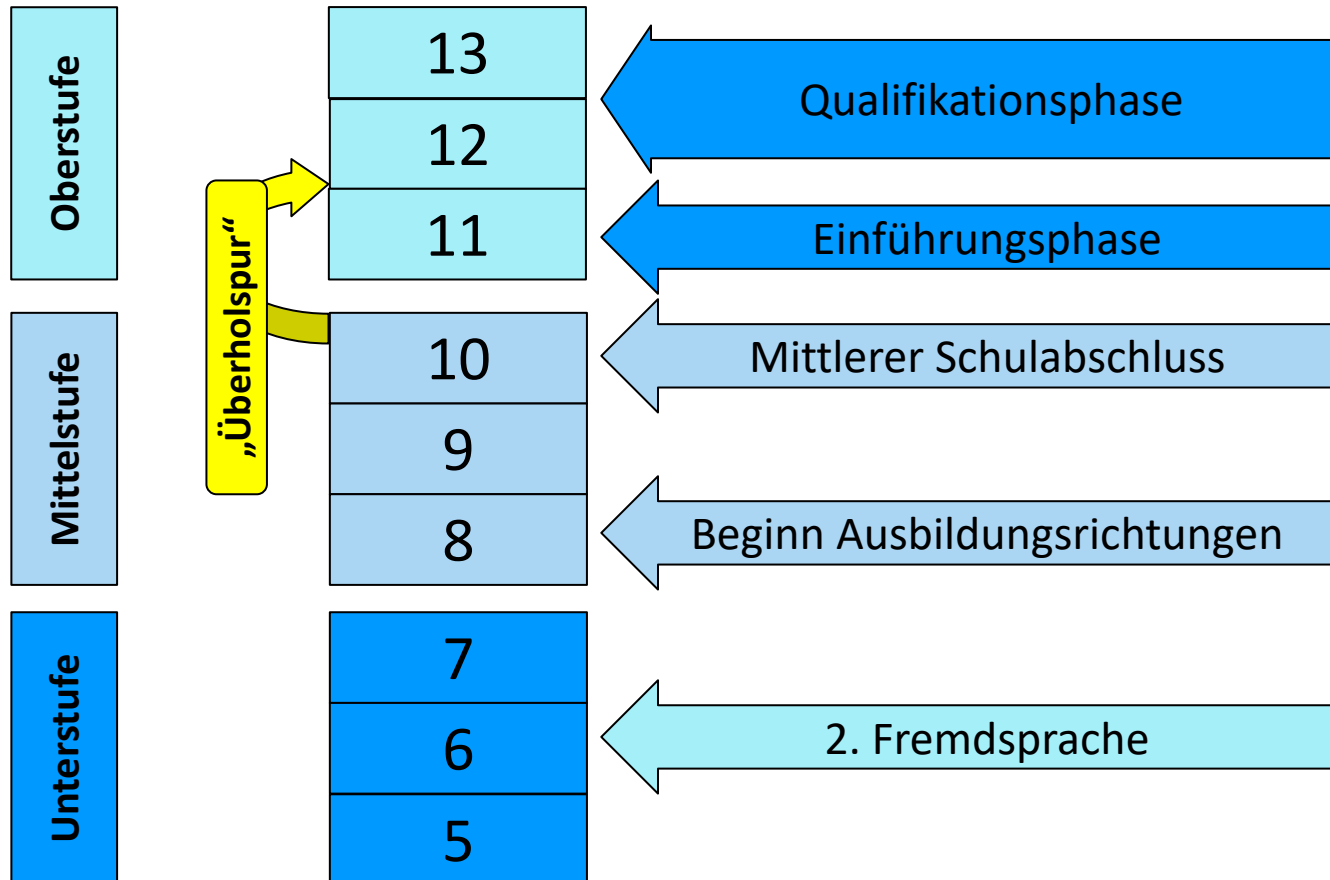 Oberstufe
13
12
11
Qualifikationsphase
Einführungsphase
„Überholspur“
Mittelstufe
10
9
8
Mittlerer Schulabschluss
Beginn Ausbildungsrichtungen
Unterstufe
7
6
5
2. Fremdsprache